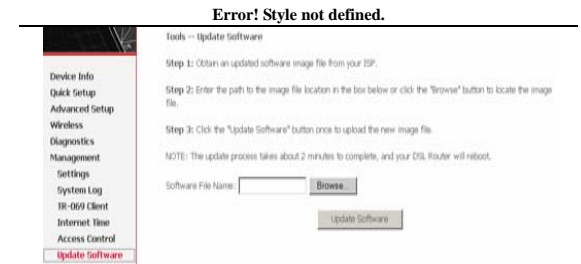 Error! Style not defined.
Tools -- Update Software
Step 1: Obtain an updated software image file from your ISP.
Step 2: Enter the path to the image file location in the box below or click the "Browse" button to locate the image
file.
Step 3: Click the "Update Software" button once to upload the new image file.
NOTE: The update process takes about 2 minutes to complete, and your DSL Router will reboot.
Software File Name:
Browse...
Update Software
Device Info
Quick Setup
Advanced Setup
Wireless
Diagnostics
Management
Settings
System Log
TR-069 Client
Internet Time
Access Control
Update Software